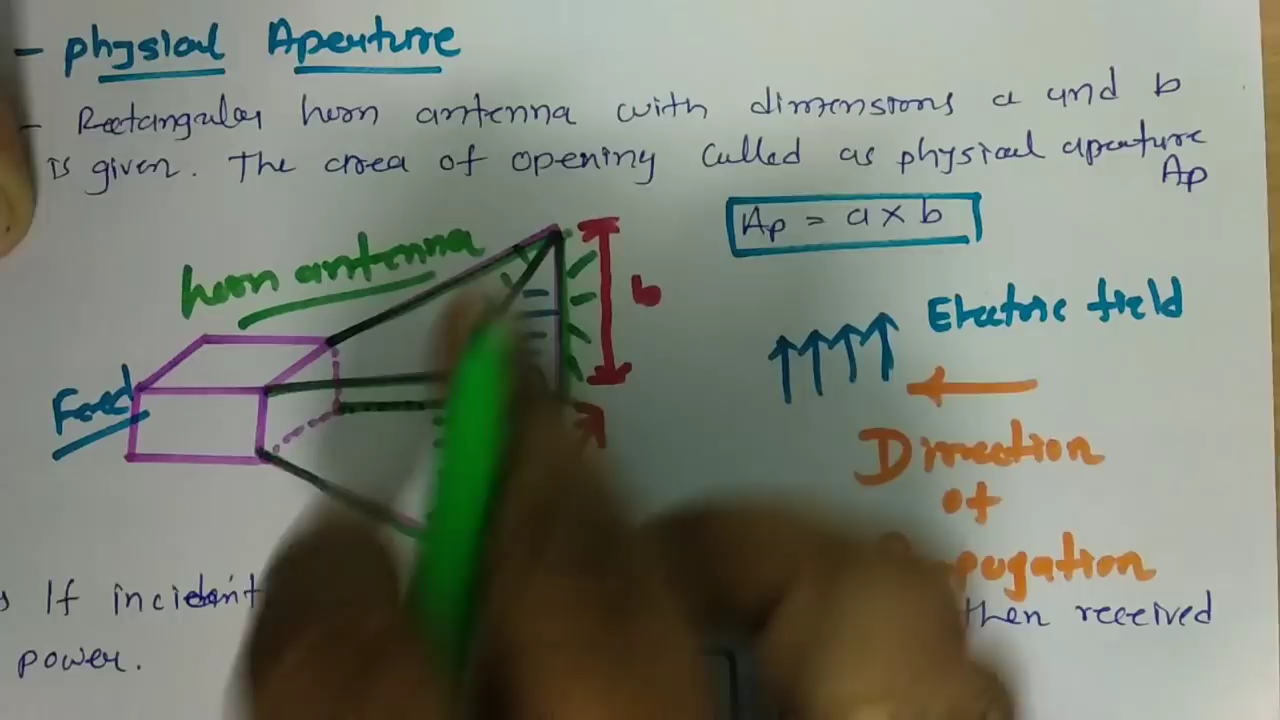 - Physical Aperture
- Rectangular horn antenna with dimensions a and b
is given. The area of opening called as physical aperture
Ap
Ap = a × b
horn antenna
b
Electric field
Feed
Direction
of
If incident then received
power.